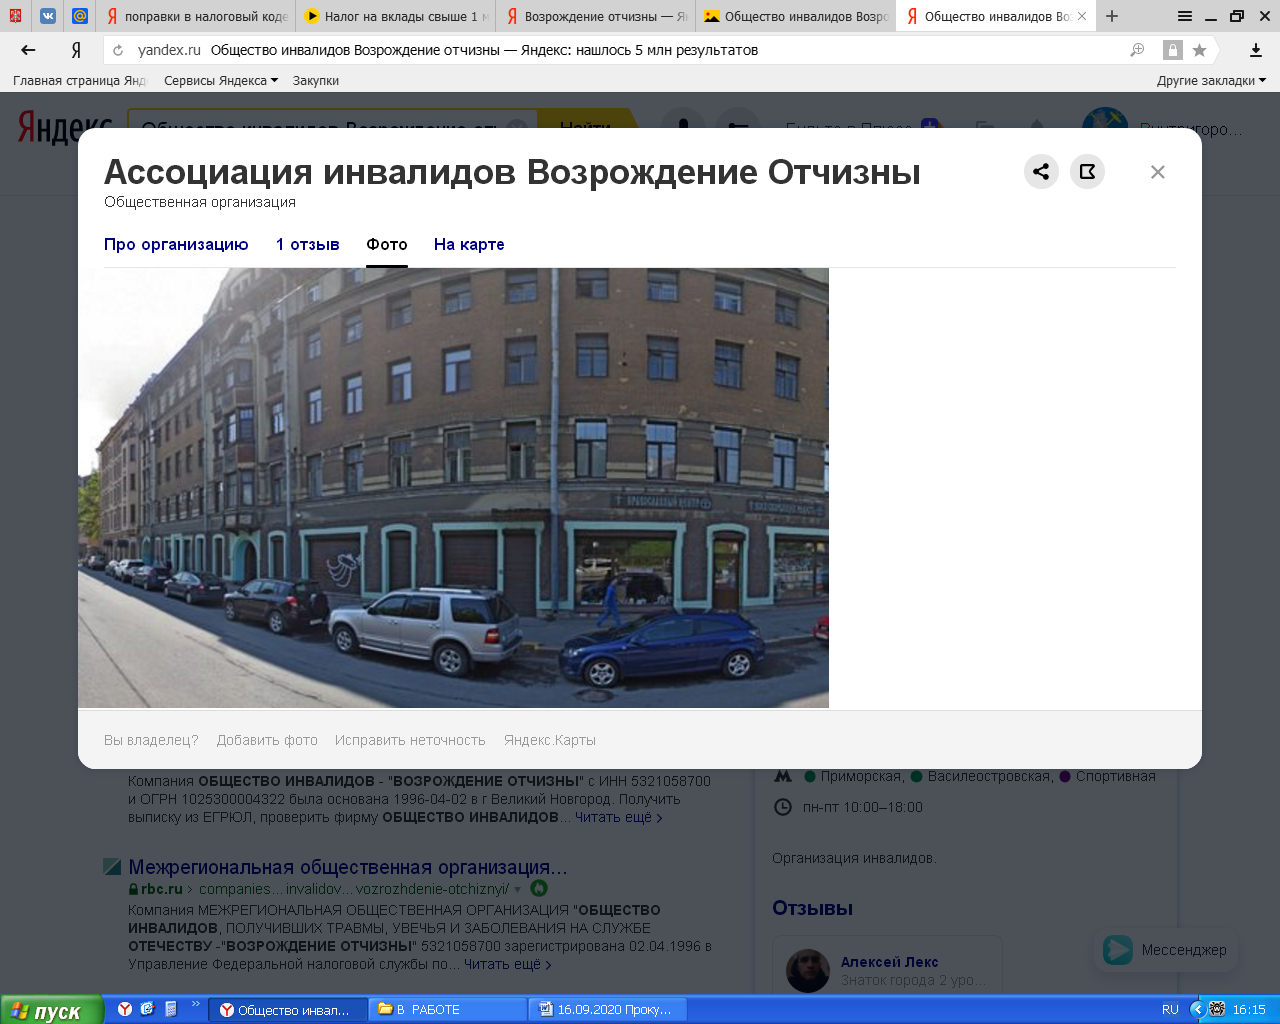 поправки в налоговый коде
Налог на вклады свыше 1 м
Возрождение отчизны — Ян
Общество инвалидов Возро
Общество инвалидов Воз
yandex.ru Общество инвалидов Возрождение отчизны — Яндекс: нашлось 5 млн результатов
Главная страница Янд Сервисы Яндекса Закупки Другие закладки
Яндекс
Найти
Ассоциация инвалидов Возрождение Отчизны
Общественная организация
Про организацию 1 отзыв Фото На карте
Вы владелец? Добавить фото Исправить неточность Яндекс.Карты
Компания ОБЩЕСТВО ИНВАЛИДОВ - "ВОЗРОЖДЕНИЕ ОТЧИЗНЫ" с ИНН 5321058700
и ОГРН 1025300004322 была основана 1996-04-02 в г Великий Новгород. Получить
выписку из ЕГРЮЛ, проверить фирму ОБЩЕСТВО ИНВАЛИДОВ... Читать ещё >
Межрегиональная общественная организация...
rbc.ru > companies...invalidov...vozrozhdenie-otchiznyi/
Компания МЕЖРЕГИОНАЛЬНАЯ ОБЩЕСТВЕННАЯ ОРГАНИЗАЦИЯ "ОБЩЕСТВО
ИНВАЛИДОВ, ПОЛУЧИВШИХ ТРАВМЫ, УВЕЧЬЯ И ЗАБОЛЕВАНИЯ НА СЛУЖБЕ
ОТЕЧЕСТВУ -"ВОЗРОЖДЕНИЕ ОТЧИЗНЫ" 5321058700 зарегистрирована 02.04.1996 в
Управление Федеральной налоговой службы по... Читать ещё >
Приморская, Василеостровская, Спортивная
пн-пт 10:00–18:00
Организация инвалидов.
Отзывы
Алексей Лекс
Знаток города 2 уро...
Мессенджер
пуск
Общество инвал...
В РАБОТЕ
16.09.2020 Проку...
RU 16:15